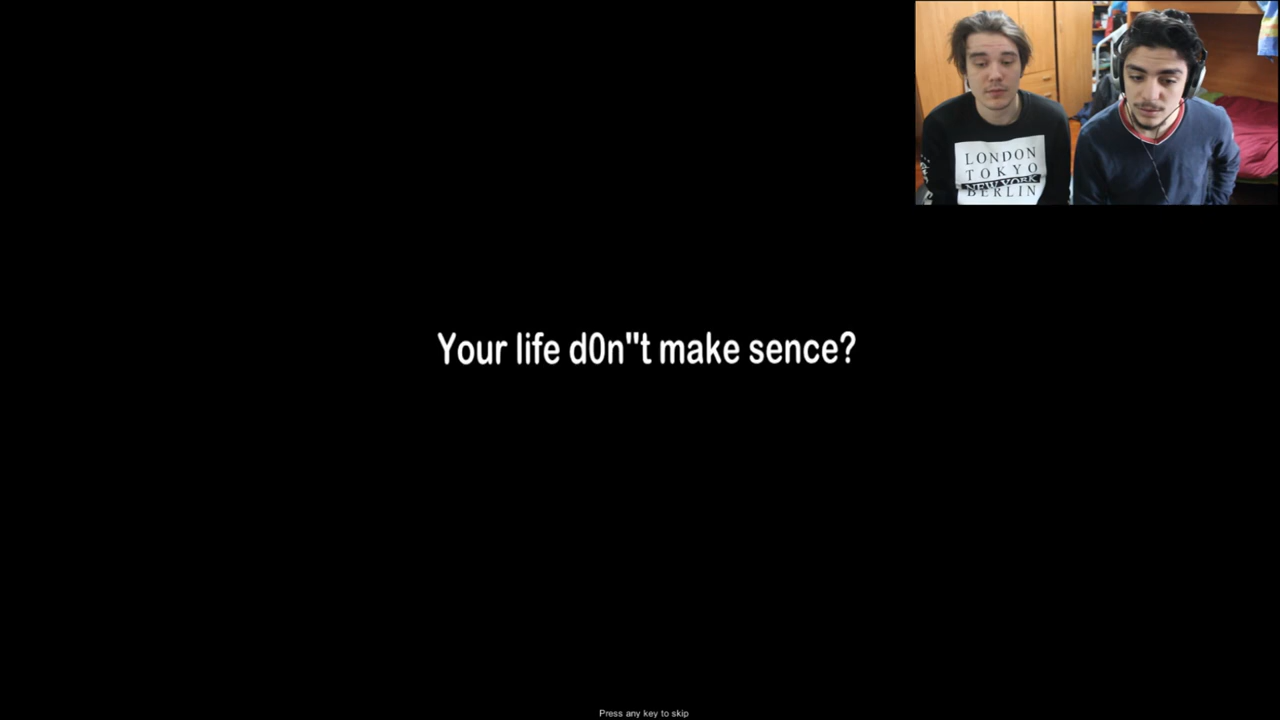 LONDON
TOKYO
NEW YORK
BERLIN
Your life d0n"t make sence?
Press any key to skip